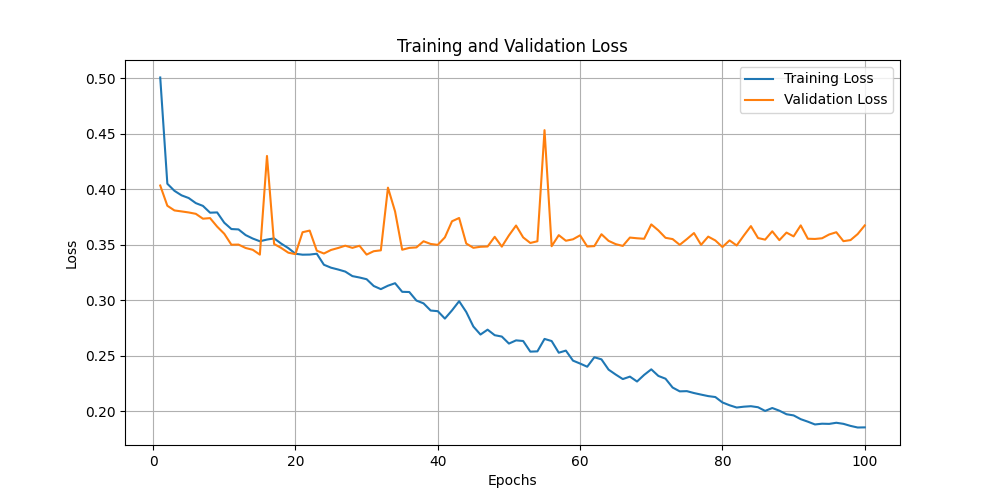 Training and Validation Loss
Training Loss
Validation Loss
0.50
0.45
0.40
0.35
0.30
0.25
0.20
Loss
0 20 40 60 80 100
Epochs